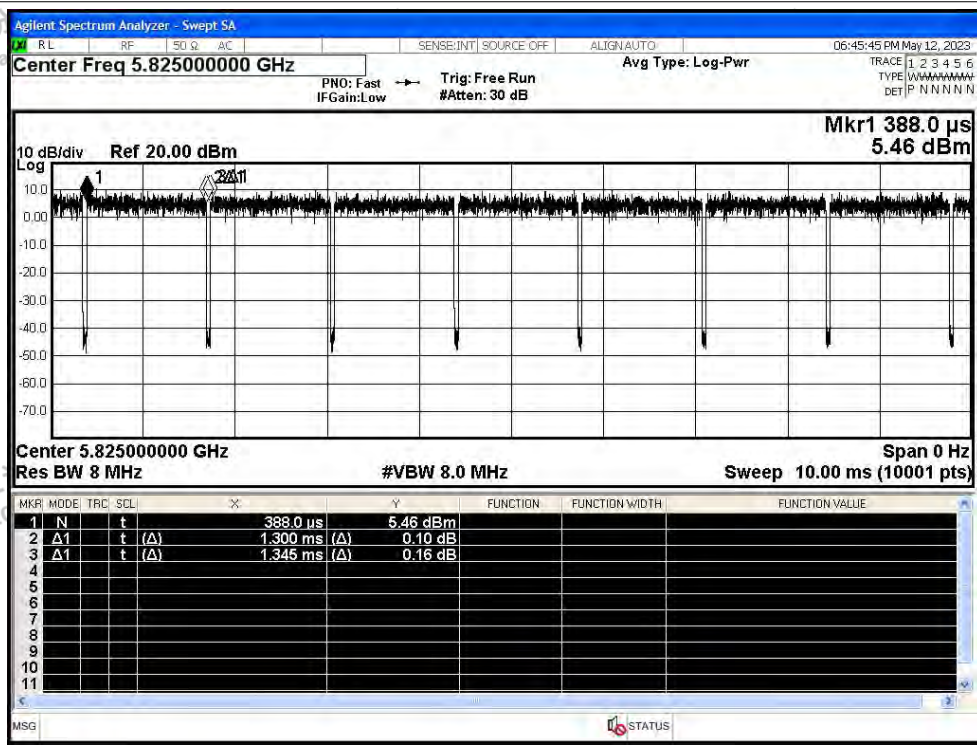 Agilent Spectrum Analyzer - Swept SA
RL RF 50 Ω AC SENSE:INT SOURCE OFF ALIGN AUTO 06:45:45 PM May 12, 2023
Center Freq 5.825000000 GHz
PNO: Fast
IFGain:Low
Trig: Free Run
#Atten: 30 dB
Avg Type: Log-Pwr
TRACE 1 2 3 4 5 6
TYPE
DET P N N N N N
Mkr1 388.0 µs
5.46 dBm
10 dB/div Ref 20.00 dBm
Log
1
10.0
0.00
-10.0
-20.0
-30.0
-40.0
-50.0
-60.0
-70.0
Center 5.825000000 GHz Span 0 Hz
Res BW 8 MHz #VBW 8.0 MHz Sweep 10.00 ms (10001 pts)
MKR MODE TRC SCL X Y FUNCTION FUNCTION WIDTH FUNCTION VALUE
1 N t 388.0 µs 5.46 dBm
2 Δ1 t (Δ) 1.300 ms (Δ) 0.10 dB
3 Δ1 t (Δ) 1.345 ms (Δ) 0.16 dB
4
5
6
7
8
9
10
11
MSG STATUS